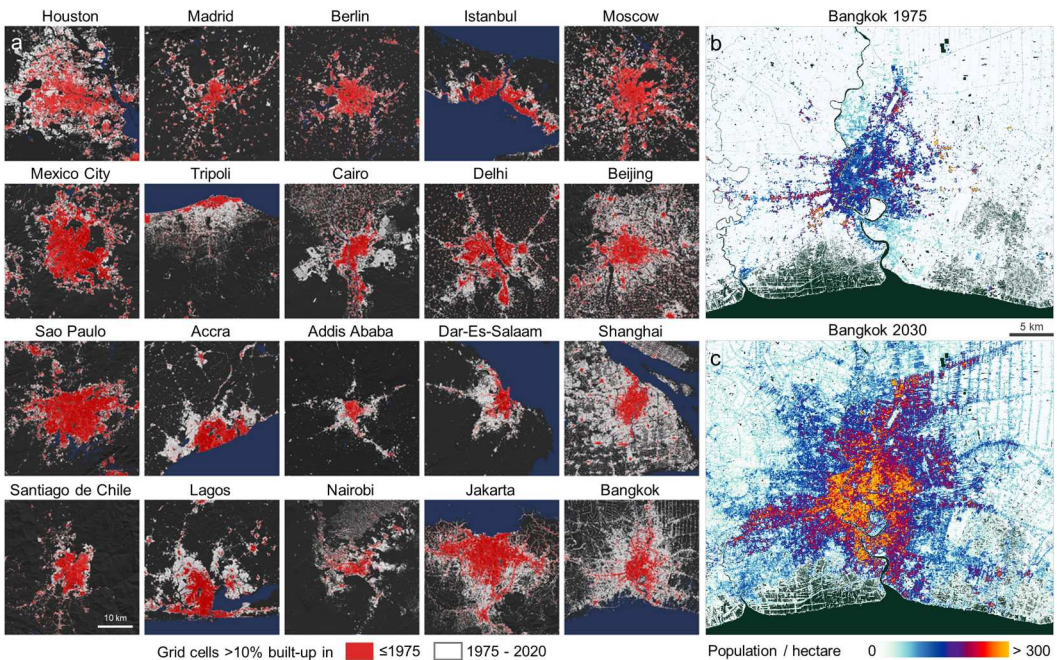 Houston Madrid Berlin Istanbul Moscow Bangkok 1975
a b
Mexico City Tripoli Cairo Delhi Beijing
5 km
Sao Paulo Accra Addis Ababa Dar-Es-Salaam Shanghai Bangkok 2030
c
Santiago de Chile Lagos Nairobi Jakarta Bangkok
10 km
Grid cells >10% built-up in ≤1975 1975 - 2020 Population / hectare 0 > 300